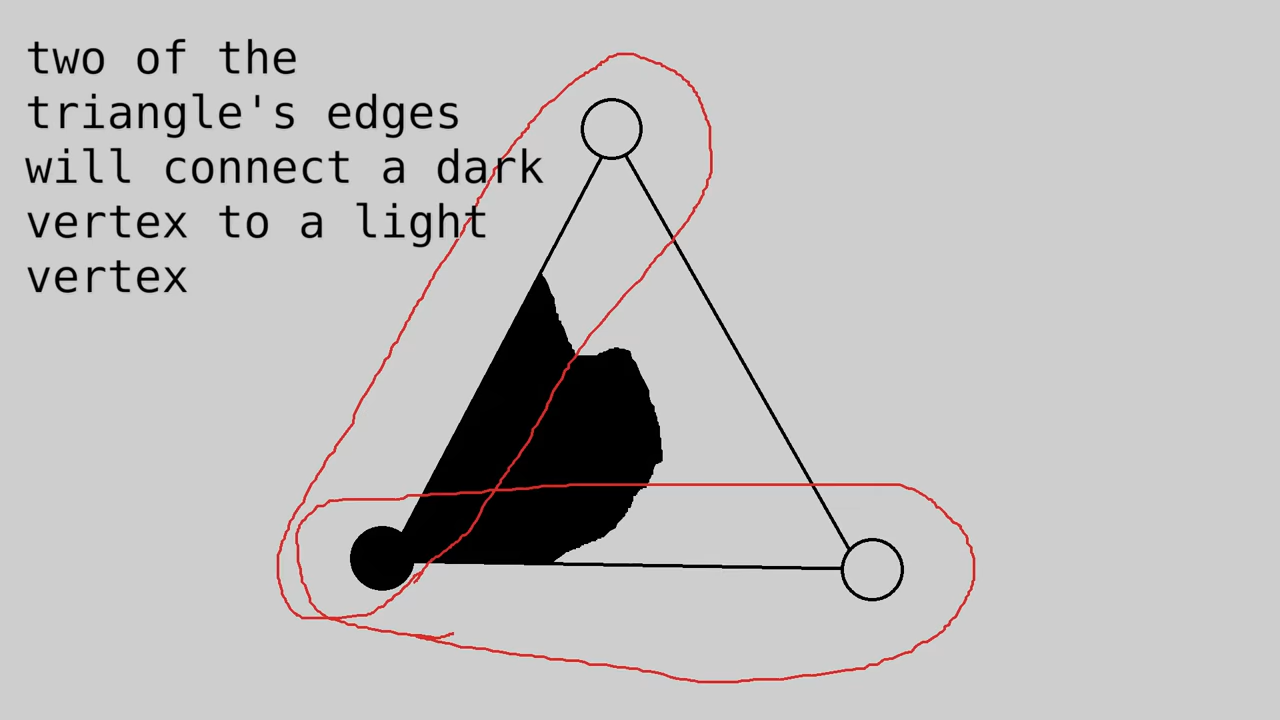 two of the
triangle's edges
will connect a dark
vertex to a light
vertex